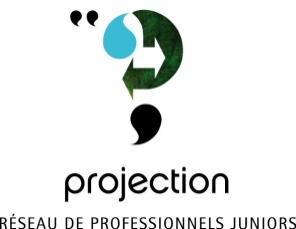 projection
RÉSEAU DE PROFESSIONNELS JUNIORS